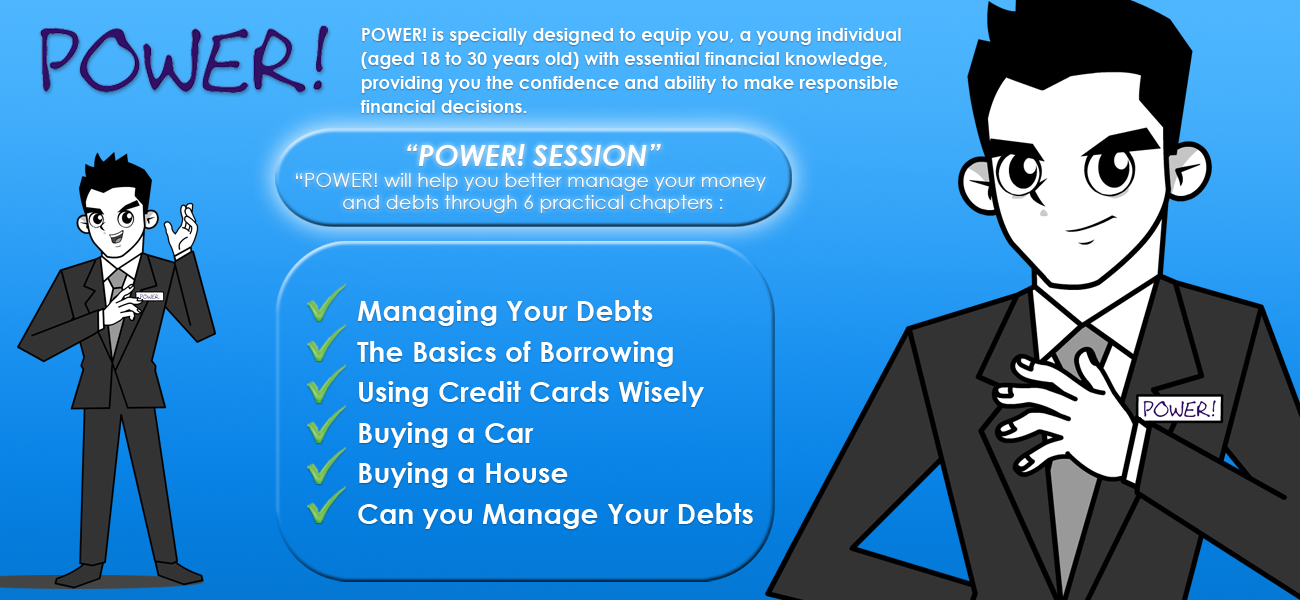 POWER!
POWER! is specially designed to equip you, a young individual
(aged 18 to 30 years old) with essential financial knowledge,
providing you the confidence and ability to make responsible
financial decisions.
“POWER! SESSION”
“POWER! will help you better manage your money
and debts through 6 practical chapters :
Managing Your Debts
The Basics of Borrowing
Using Credit Cards Wisely
Buying a Car
Buying a House
Can you Manage Your Debts
POWER!
POWER!